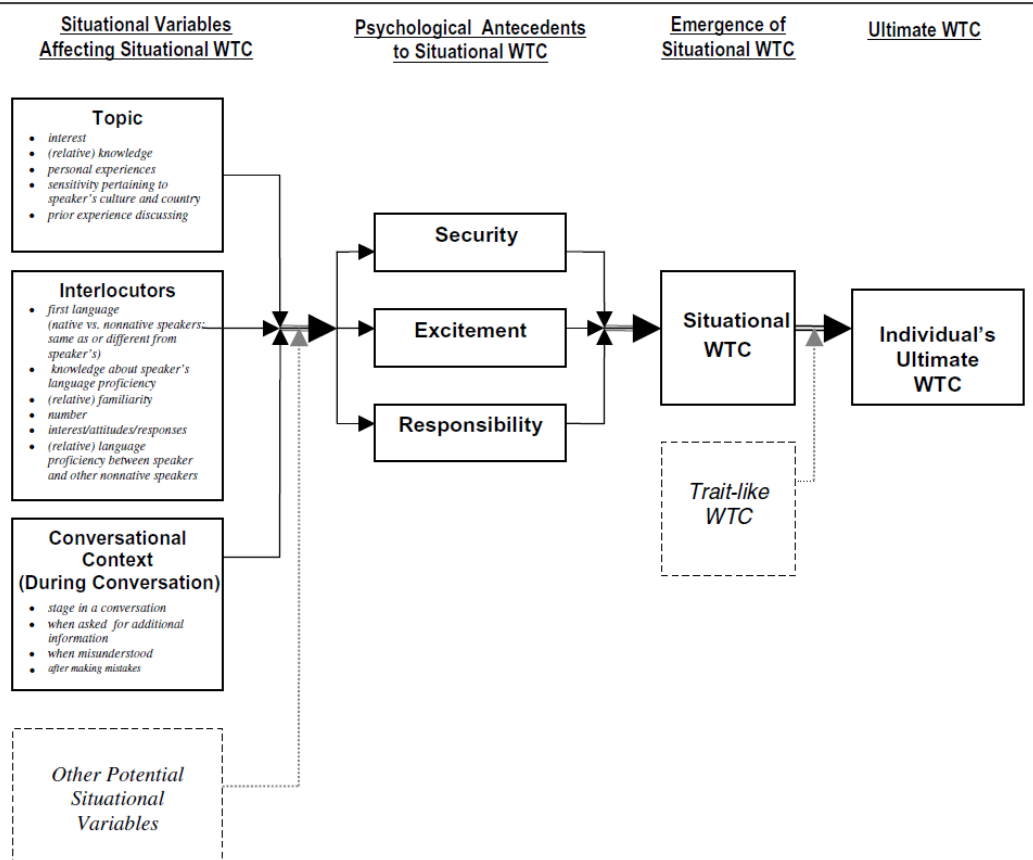 Situational Variables
Affecting Situational WTC
Psychological Antecedents
to Situational WTC
Emergence of
Situational WTC
Ultimate WTC
Topic
• interest
• (relative) knowledge
• personal experiences
• sensitivity pertaining to
speaker's culture and country
• prior experience discussing
Interlocutors
• first language
(native vs. nonnative speakers;
same as or different from
speaker's)
• knowledge about speaker's
language proficiency
• (relative) familiarity
• number
• interest/attitudes/responses
• (relative) language
proficiency between speaker
and other nonnative speakers
Conversational
Context
(During Conversation)
• stage in a conversation
• when asked for additional
information
• when misunderstood
• after making mistakes
Other Potential
Situational
Variables
Security
Excitement
Responsibility
Situational
WTC
Trait-like
WTC
Individual's
Ultimate
WTC